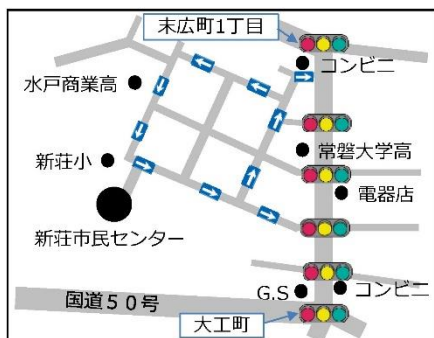 末広町1丁目
コンビニ
水戸商業高
常磐大学高
新荘小
電器店
新荘市民センター
G.S
コンビニ
国道50号
大工町